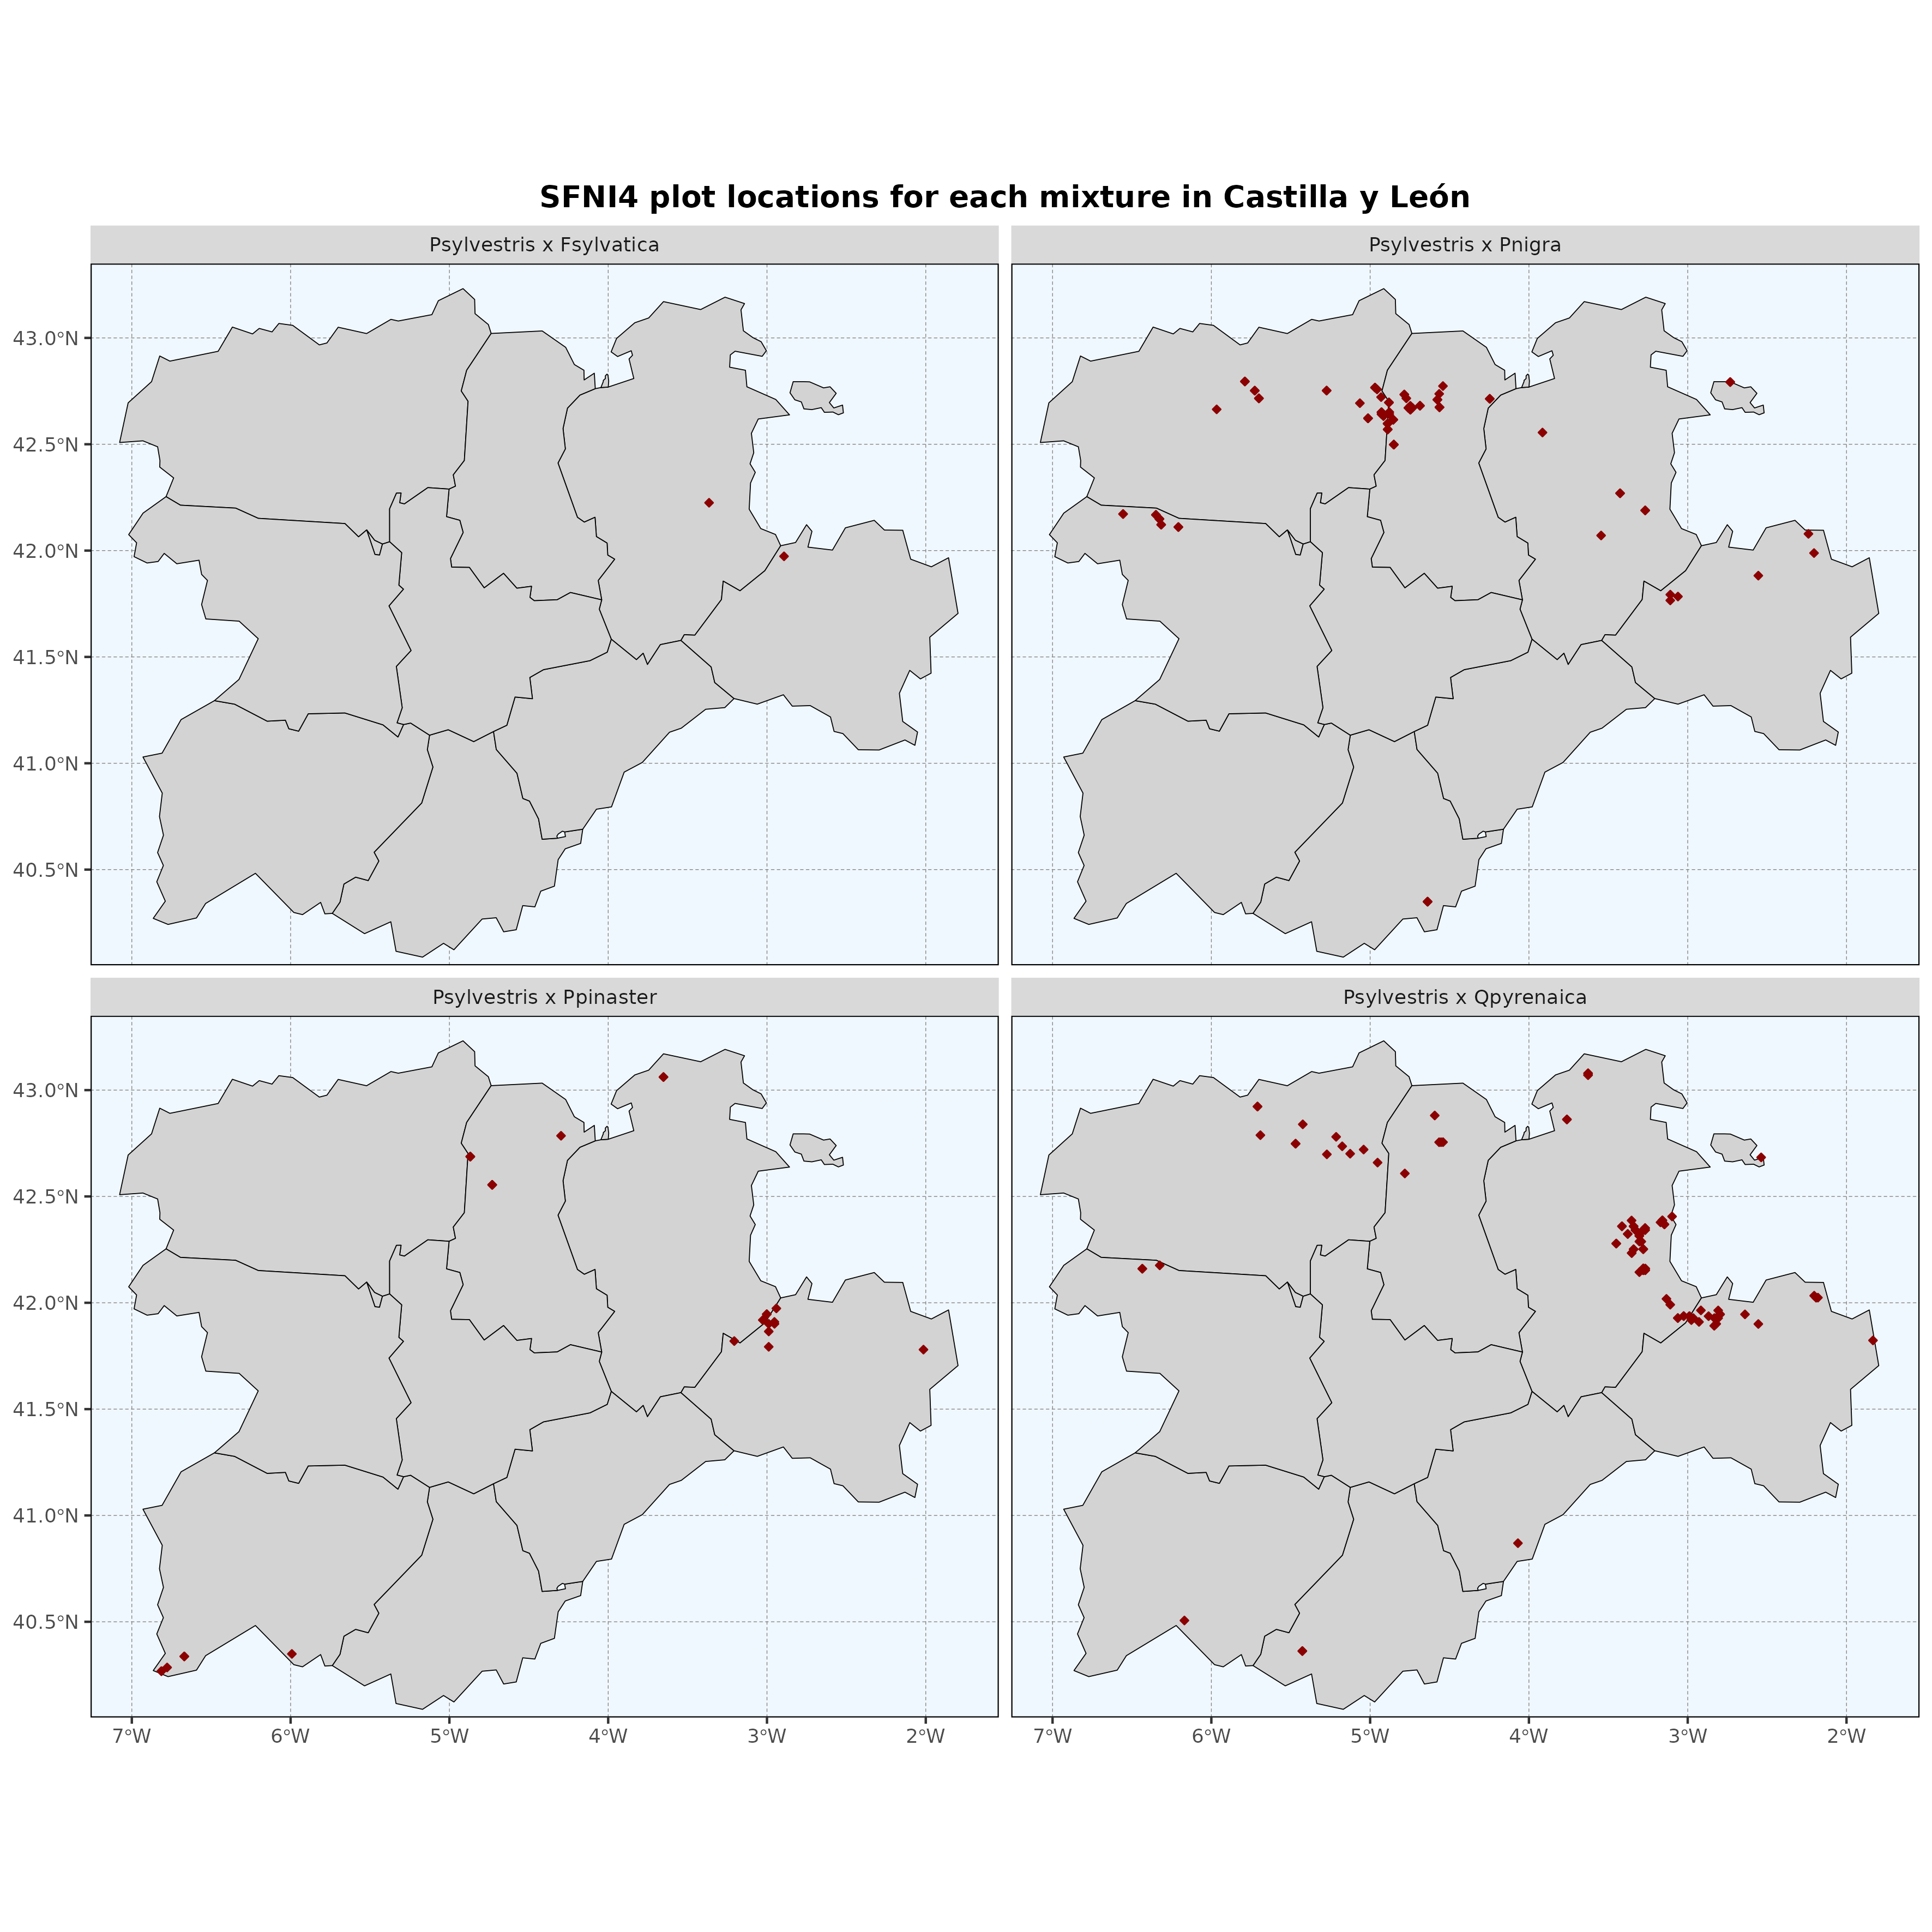 SFNI4 plot locations for each mixture in Castilla y León
Psylvestris x Fsylvatica
Psylvestris x Pnigra
43.0°N
42.5°N
42.0°N
41.5°N
41.0°N
40.5°N
Psylvestris x Ppinaster
Psylvestris x Qpyrenaica
43.0°N
42.5°N
42.0°N
41.5°N
41.0°N
40.5°N
7°W 6°W 5°W 4°W 3°W 2°W
7°W 6°W 5°W 4°W 3°W 2°W